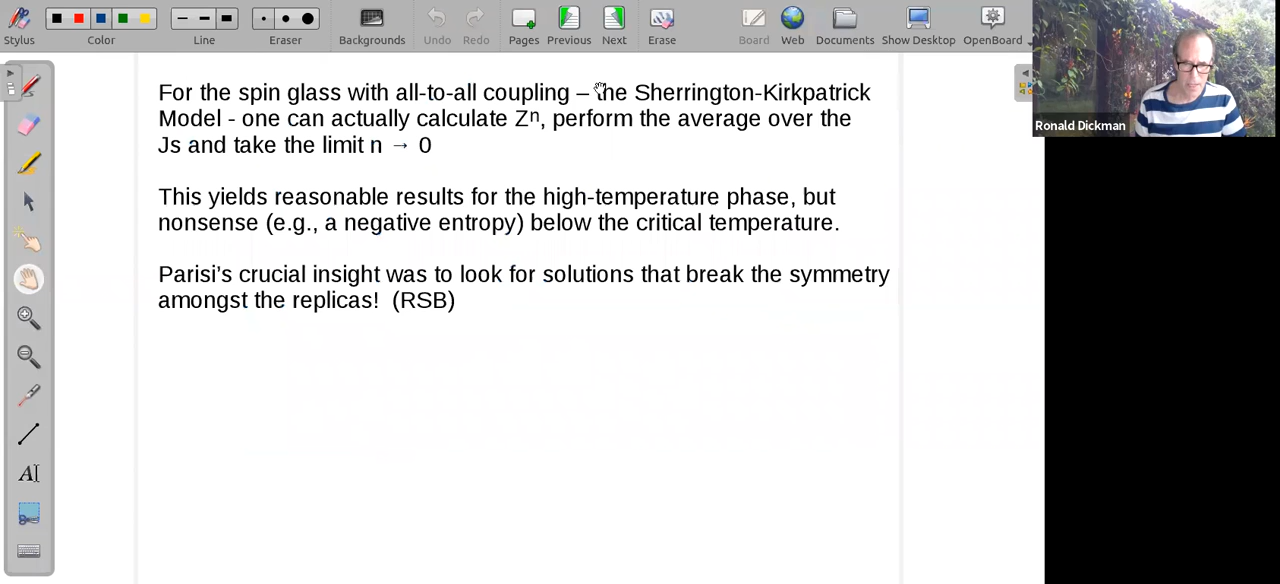 Stylus
Color
Line
Eraser
Backgrounds
Undo
Redo
Pages
Previous
Next
Erase
Board
Web
Documents
Show Desktop
OpenBoard
Ronald Dickman
For the spin glass with all-to-all coupling – the Sherrington-Kirkpatrick
Model - one can actually calculate Zⁿ, perform the average over the
Js and take the limit n → 0
This yields reasonable results for the high-temperature phase, but
nonsense (e.g., a negative entropy) below the critical temperature.
Parisi’s crucial insight was to look for solutions that break the symmetry
amongst the replicas! (RSB)
AI